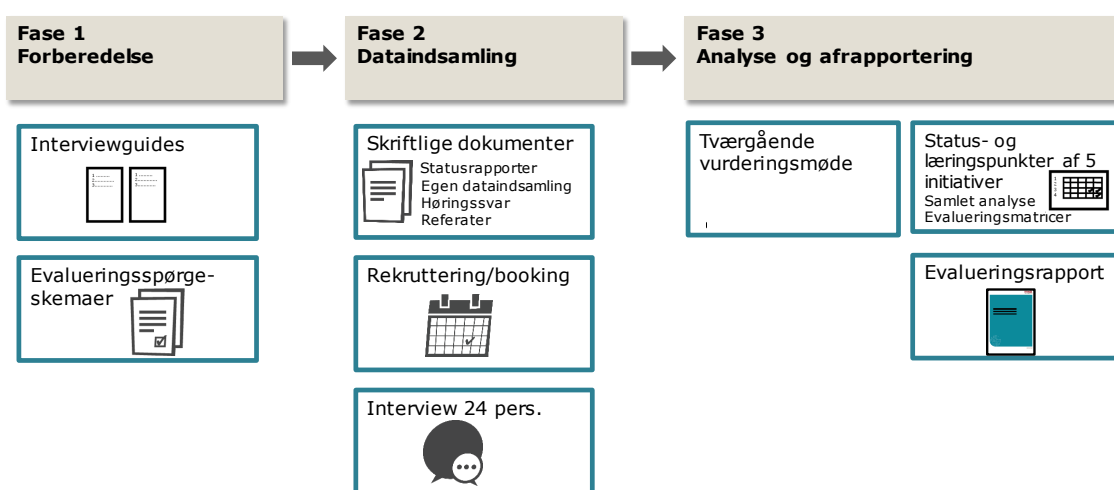 Fase 1
Forberedelse
Fase 2
Dataindsamling
Fase 3
Analyse og afrapportering
Interviewguides
Evalueringsspørge-
skemaer
Skriftlige dokumenter
Statusrapporter
Egen dataindsamling
Høringssvar
Referater
Rekruttering/booking
Interview 24 pers.
Tværgående
vurderingsmøde
Status- og
læringspunkter af 5
initiativer
Samlet analyse
Evalueringsmatricer
Evalueringsrapport